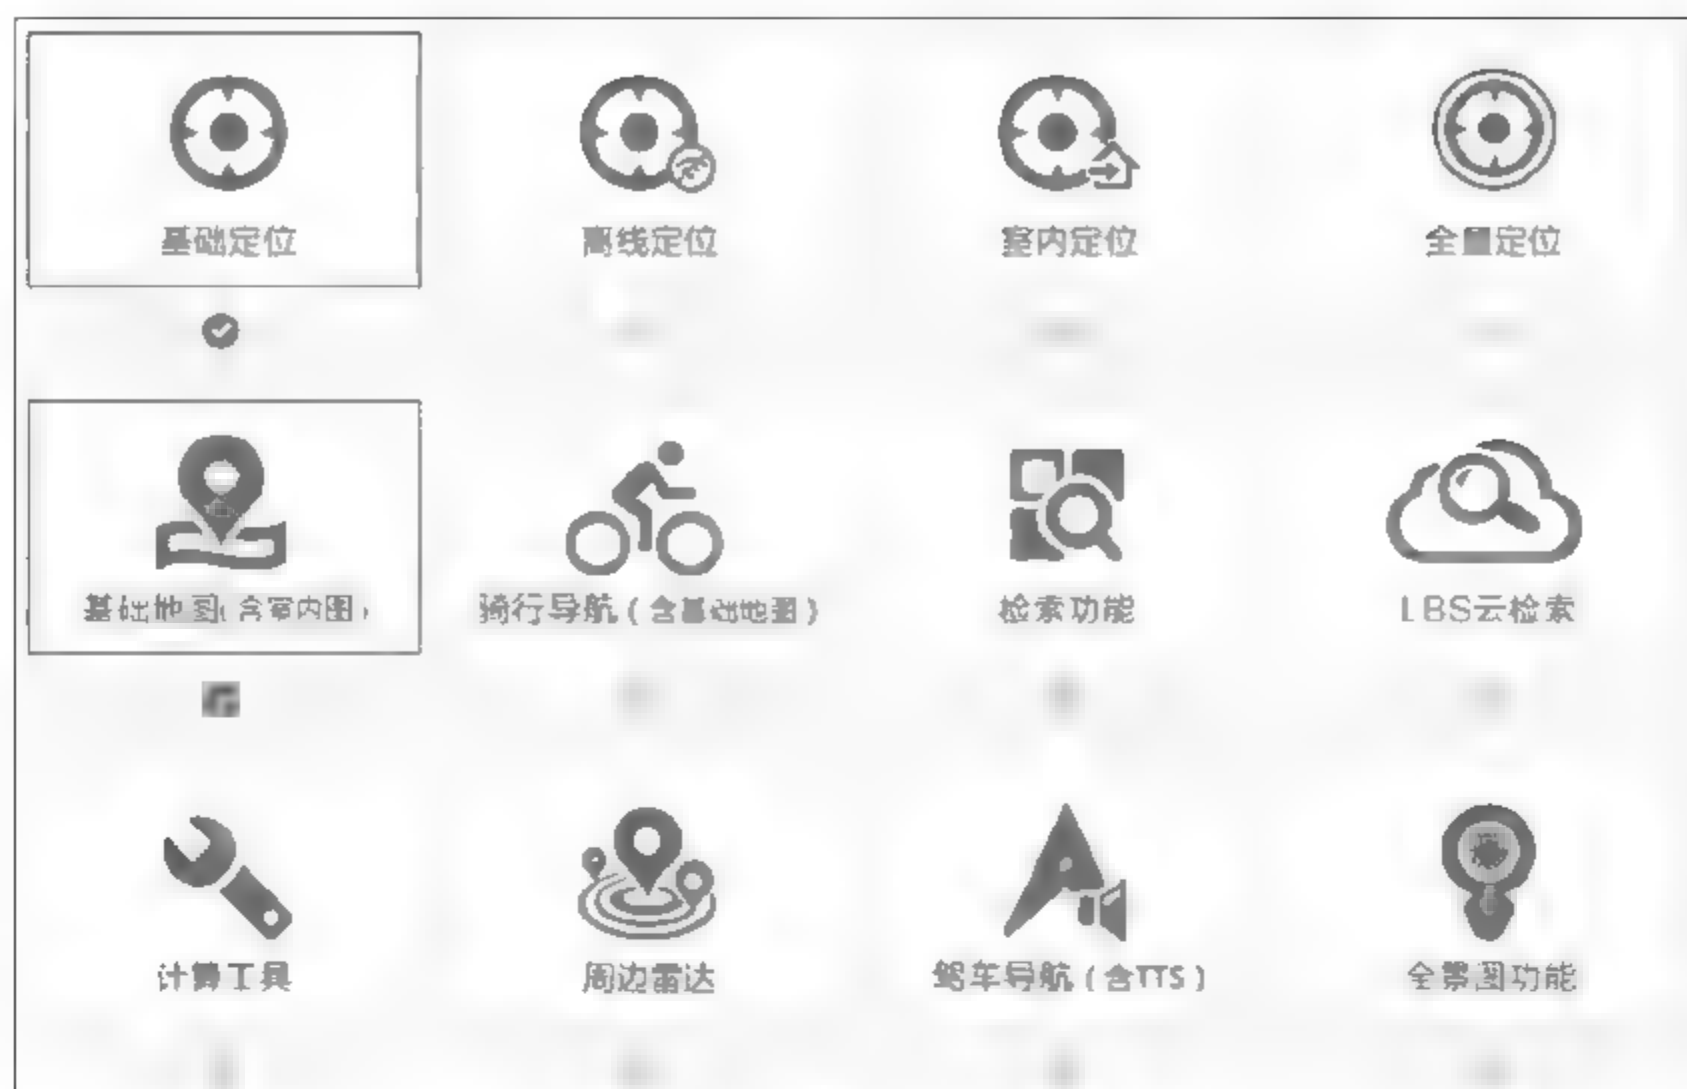 基础定位
离线定位
室内定位
全量定位
基础地图(含室内图)
骑行导航(含基础地图)
检索功能
LBS云检索
计算工具
周边雷达
驾车导航(含TTS)
全景图功能